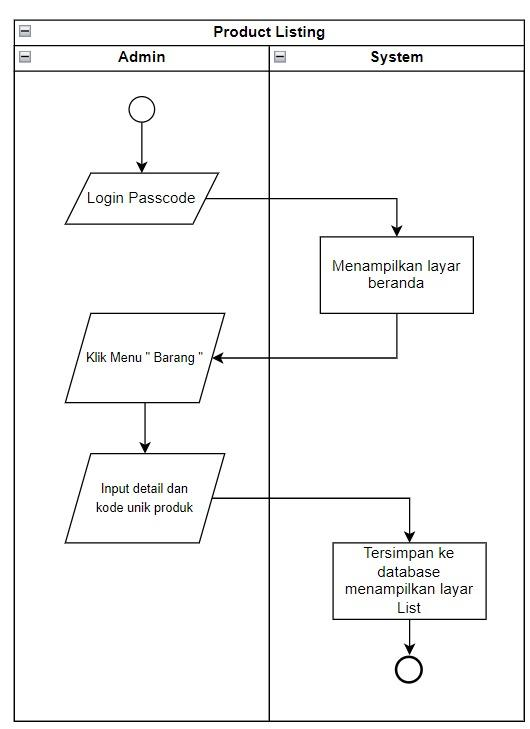 Product Listing
Admin
System
Login Passcode
Menampilkan layar
beranda
Klik Menu " Barang "
Input detail dan
kode unik produk
Tersimpan ke
database
menampilkan layar
List